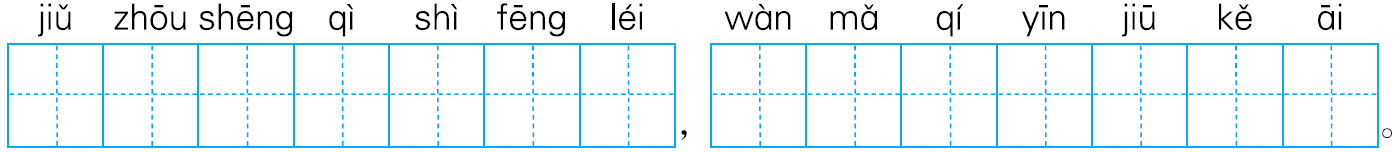 jiǔ zhōu shēng qì shì fēng léi wàn mǎ qí yīn jiū kě āi
， 。